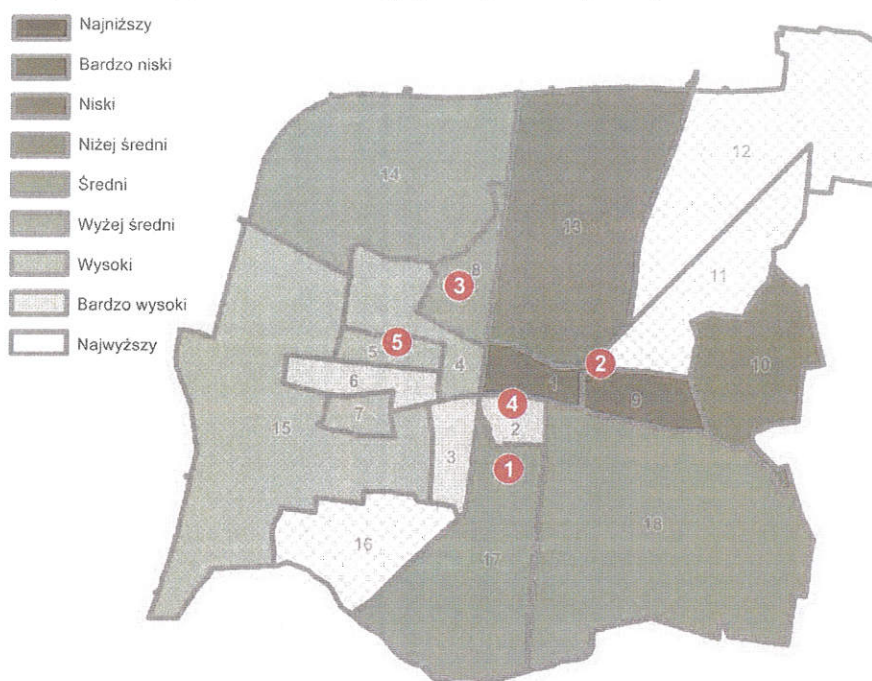 Najniższy
Bardzo niski
Niski
Niżej średni
Średni
Wyżej średni
Wysoki
Bardzo wysoki
Najwyższy
12
14
13
11
8
3
5
2
5
4
1
10
6
9
4
7
2
15
3
1
18
16
17